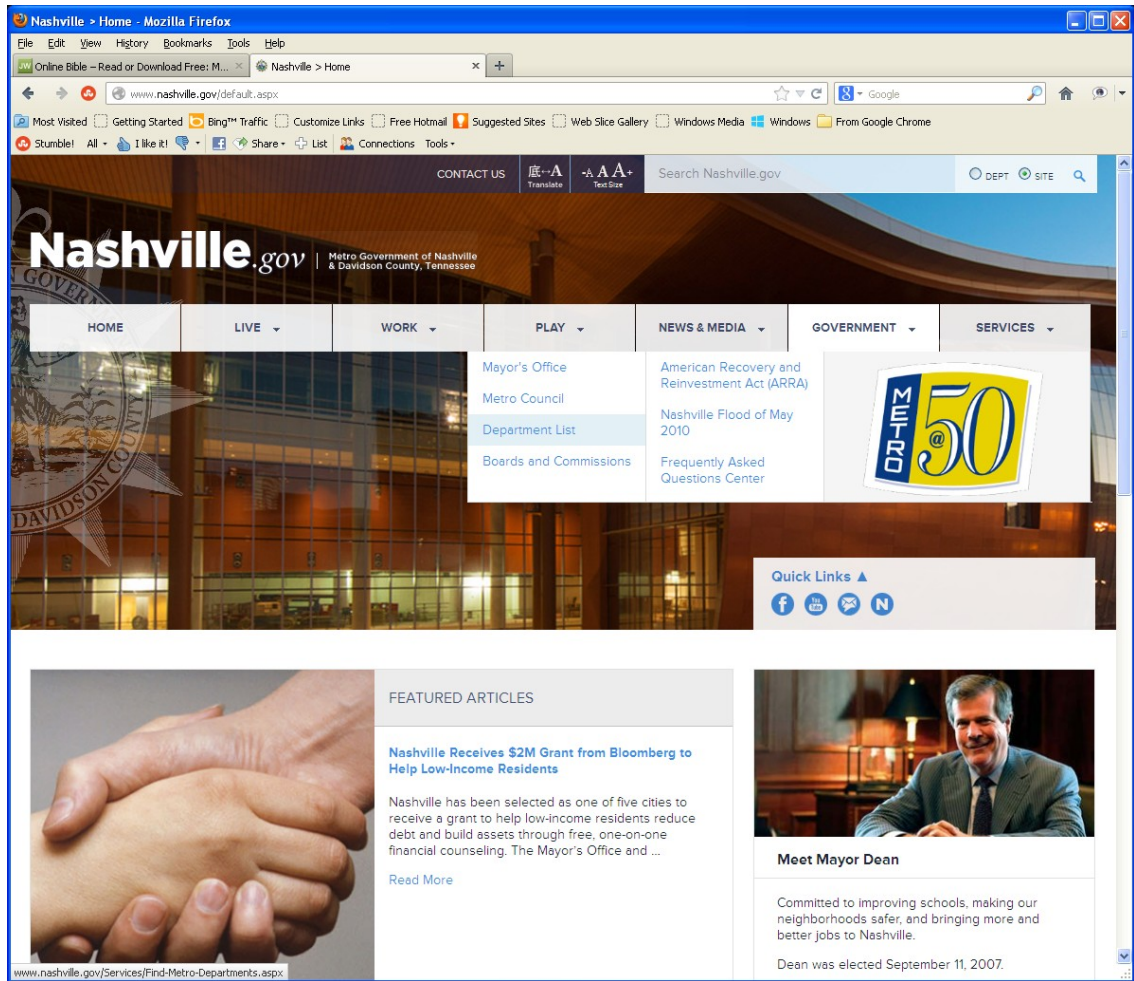 Nashville > Home - Mozilla Firefox
File Edit View History Bookmarks Tools Help
JW Online Bible – Read or Download Free: M... × Nashville > Home × +
www.nashville.gov/default.aspx Google
Most Visited Getting Started Bing™ Traffic Customize Links Free Hotmail Suggested Sites Web Slice Gallery Windows Media Windows From Google Chrome
Stumble! All I like it! Share List Connections Tools
CONTACT US 底↔A Translate -A A A+ Text Size Search Nashville.gov DEPT SITE
Nashville.gov | Metro Government of Nashville
& Davidson County, Tennessee
HOME LIVE WORK PLAY NEWS & MEDIA GOVERNMENT SERVICES
Mayor's Office
Metro Council
Department List
Boards and Commissions
American Recovery and
Reinvestment Act (ARRA)
Nashville Flood of May
2010
Frequently Asked
Questions Center
METRO @ 50
DAVIDSON COUNTY
Quick Links ▲
f You Tube N
FEATURED ARTICLES
Nashville Receives $2M Grant from Bloomberg to
Help Low-Income Residents
Nashville has been selected as one of five cities to
receive a grant to help low-income residents reduce
debt and build assets through free, one-on-one
financial counseling. The Mayor's Office and ...
Read More
Meet Mayor Dean
Committed to improving schools, making our
neighborhoods safer, and bringing more and
better jobs to Nashville.
Dean was elected September 11, 2007.
www.nashville.gov/Services/Find-Metro-Departments.aspx